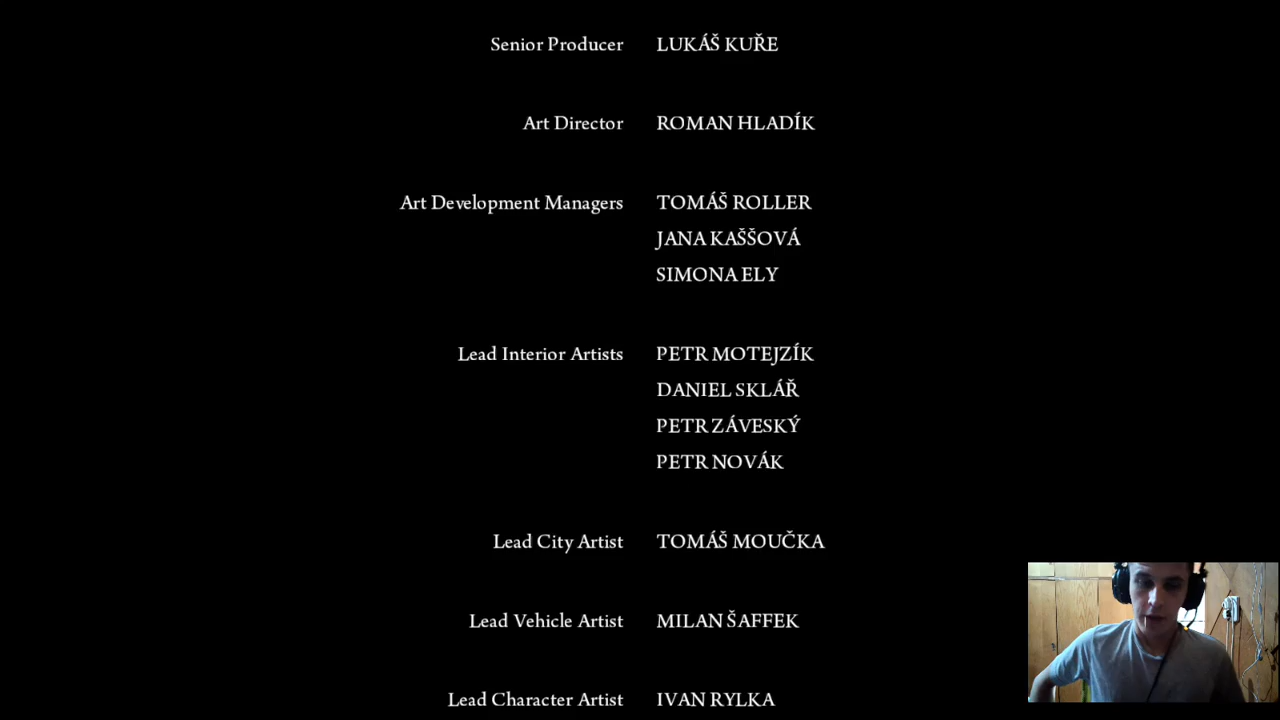 Senior Producer LUKÁŠ KUŘE
Art Director ROMAN HLADÍK
Art Development Managers TOMÁŠ ROLLER
JANA KAŠŠOVÁ
SIMONA ELY
Lead Interior Artists PETR MOTEJZÍK
DANIEL SKLÁŘ
PETR ZÁVESKÝ
PETR NOVÁK
Lead City Artist TOMÁŠ MOUČKA
Lead Vehicle Artist MILAN ŠAFFEK
Lead Character Artist IVAN RYLKA